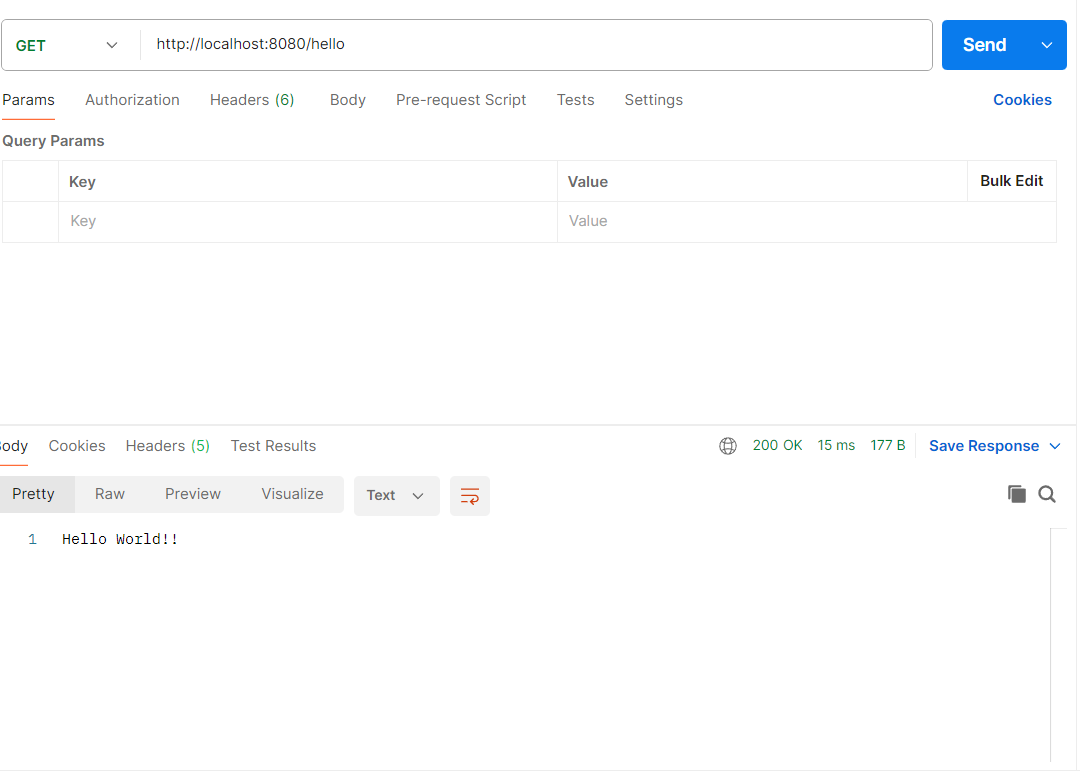 GET http://localhost:8080/hello Send
Params Authorization Headers (6) Body Pre-request Script Tests Settings Cookies
Query Params
Key Value Bulk Edit
Key Value
ody Cookies Headers (5) Test Results 200 OK 15 ms 177 B Save Response
Pretty Raw Preview Visualize Text
1 Hello World!!